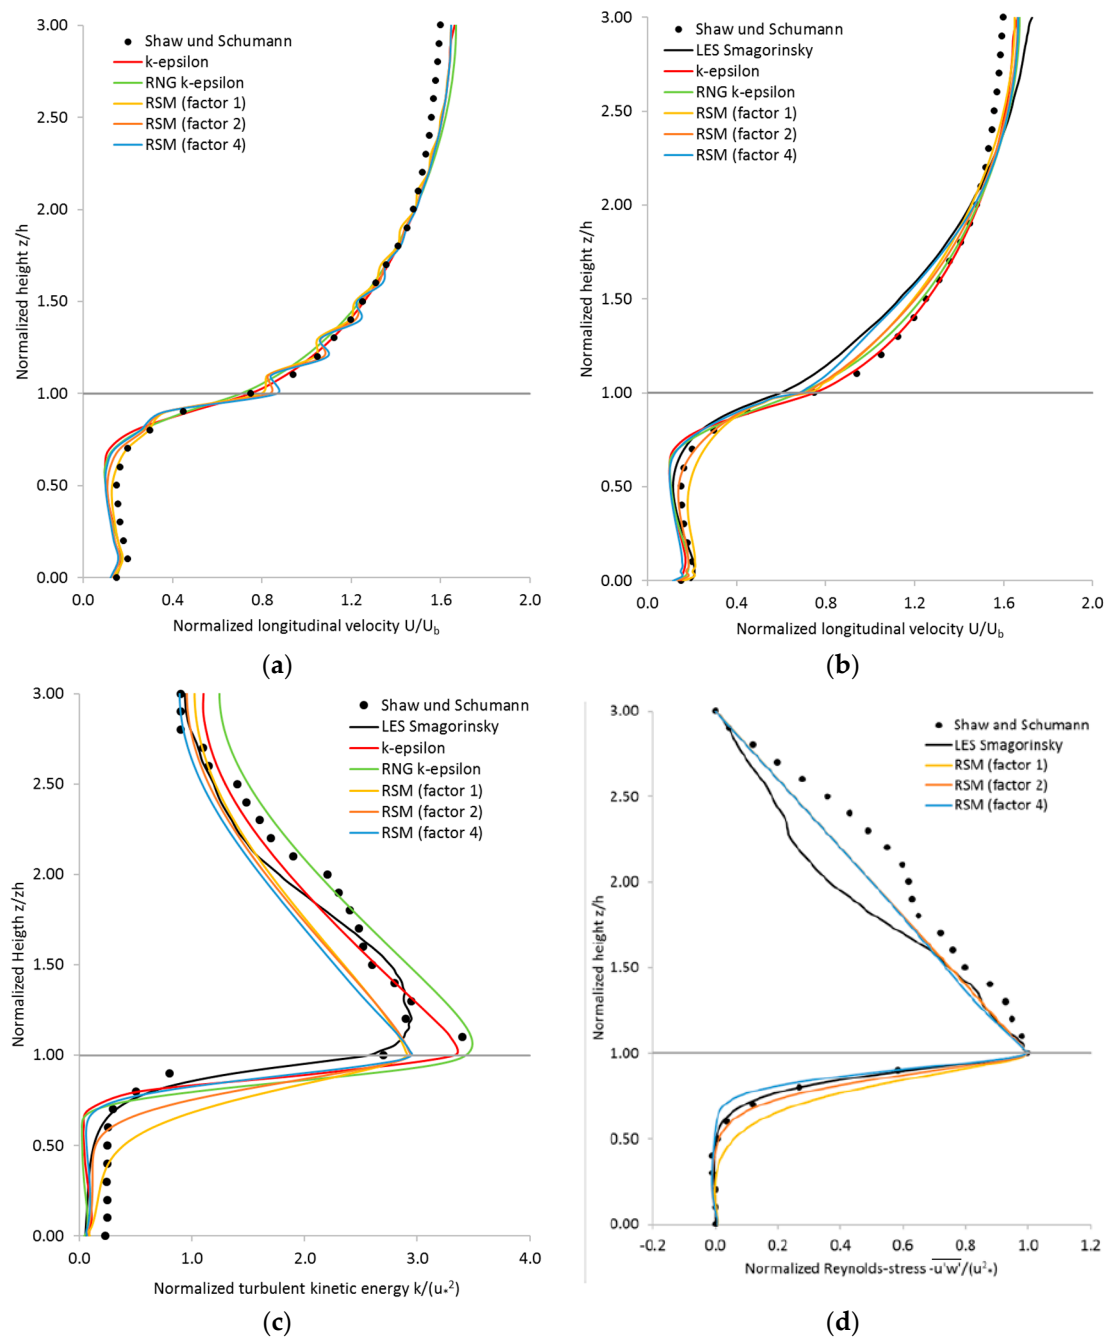 3.00
2.50
2.00
1.50
1.00
0.50
0.00
Normalized height z/h
Shaw und Schumann
k-epsilon
RNG k-epsilon
RSM (factor 1)
RSM (factor 2)
RSM (factor 4)
0.0 0.4 0.8 1.2 1.6 2.0
Normalized longitudinal velocity U/Ub
(a)
3.00
2.50
2.00
1.50
1.00
0.50
0.00
Normalized height z/h
Shaw und Schumann
LES Smagorinsky
k-epsilon
RNG k-epsilon
RSM (factor 1)
RSM (factor 2)
RSM (factor 4)
0.0 0.4 0.8 1.2 1.6 2.0
Normalized longitudinal velocity U/Ub
(b)
3.00
2.50
2.00
1.50
1.00
0.50
0.00
Normalized Heigth z/zh
Shaw und Schumann
LES Smagorinsky
k-epsilon
RNG k-epsilon
RSM (factor 1)
RSM (factor 2)
RSM (factor 4)
0.0 1.0 2.0 3.0 4.0
Normalized turbulent kinetic energy k/(u*²)
(c)
3.00
2.50
2.00
1.50
1.00
0.50
0.00
Normalized height z/h
Shaw and Schumann
LES Smagorinsky
RSM (factor 1)
RSM (factor 2)
RSM (factor 4)
-0.2 0.0 0.2 0.4 0.6 0.8 1.0 1.2
Normalized Reynolds-stress -u'w'/(u²*)
(d)